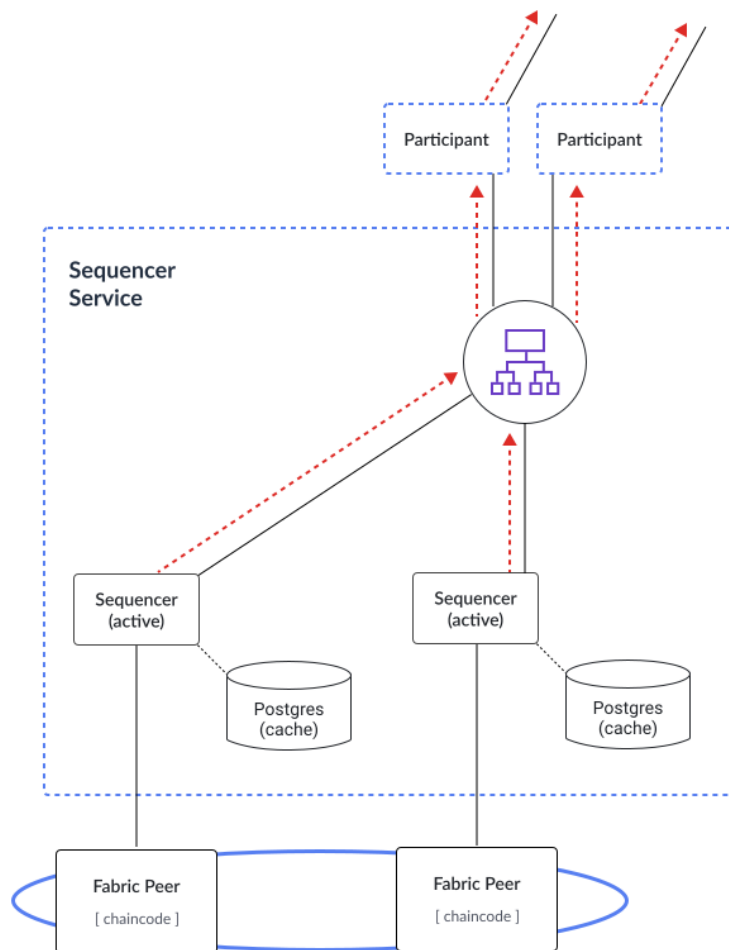 Participant
Participant
Sequencer
Service
Sequencer
(active)
Sequencer
(active)
Postgres
(cache)
Postgres
(cache)
Fabric Peer
[ chaincode ]
Fabric Peer
[ chaincode ]